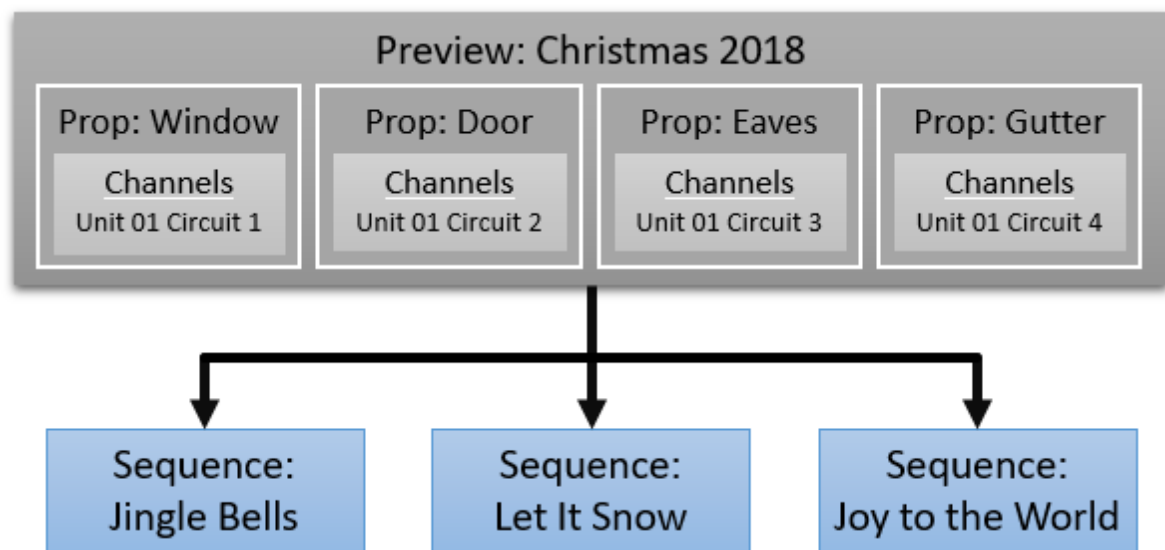 Preview: Christmas 2018
Prop: Window
Channels
Unit 01 Circuit 1
Prop: Door
Channels
Unit 01 Circuit 2
Prop: Eaves
Channels
Unit 01 Circuit 3
Prop: Gutter
Channels
Unit 01 Circuit 4
Sequence:
Jingle Bells
Sequence:
Let It Snow
Sequence:
Joy to the World